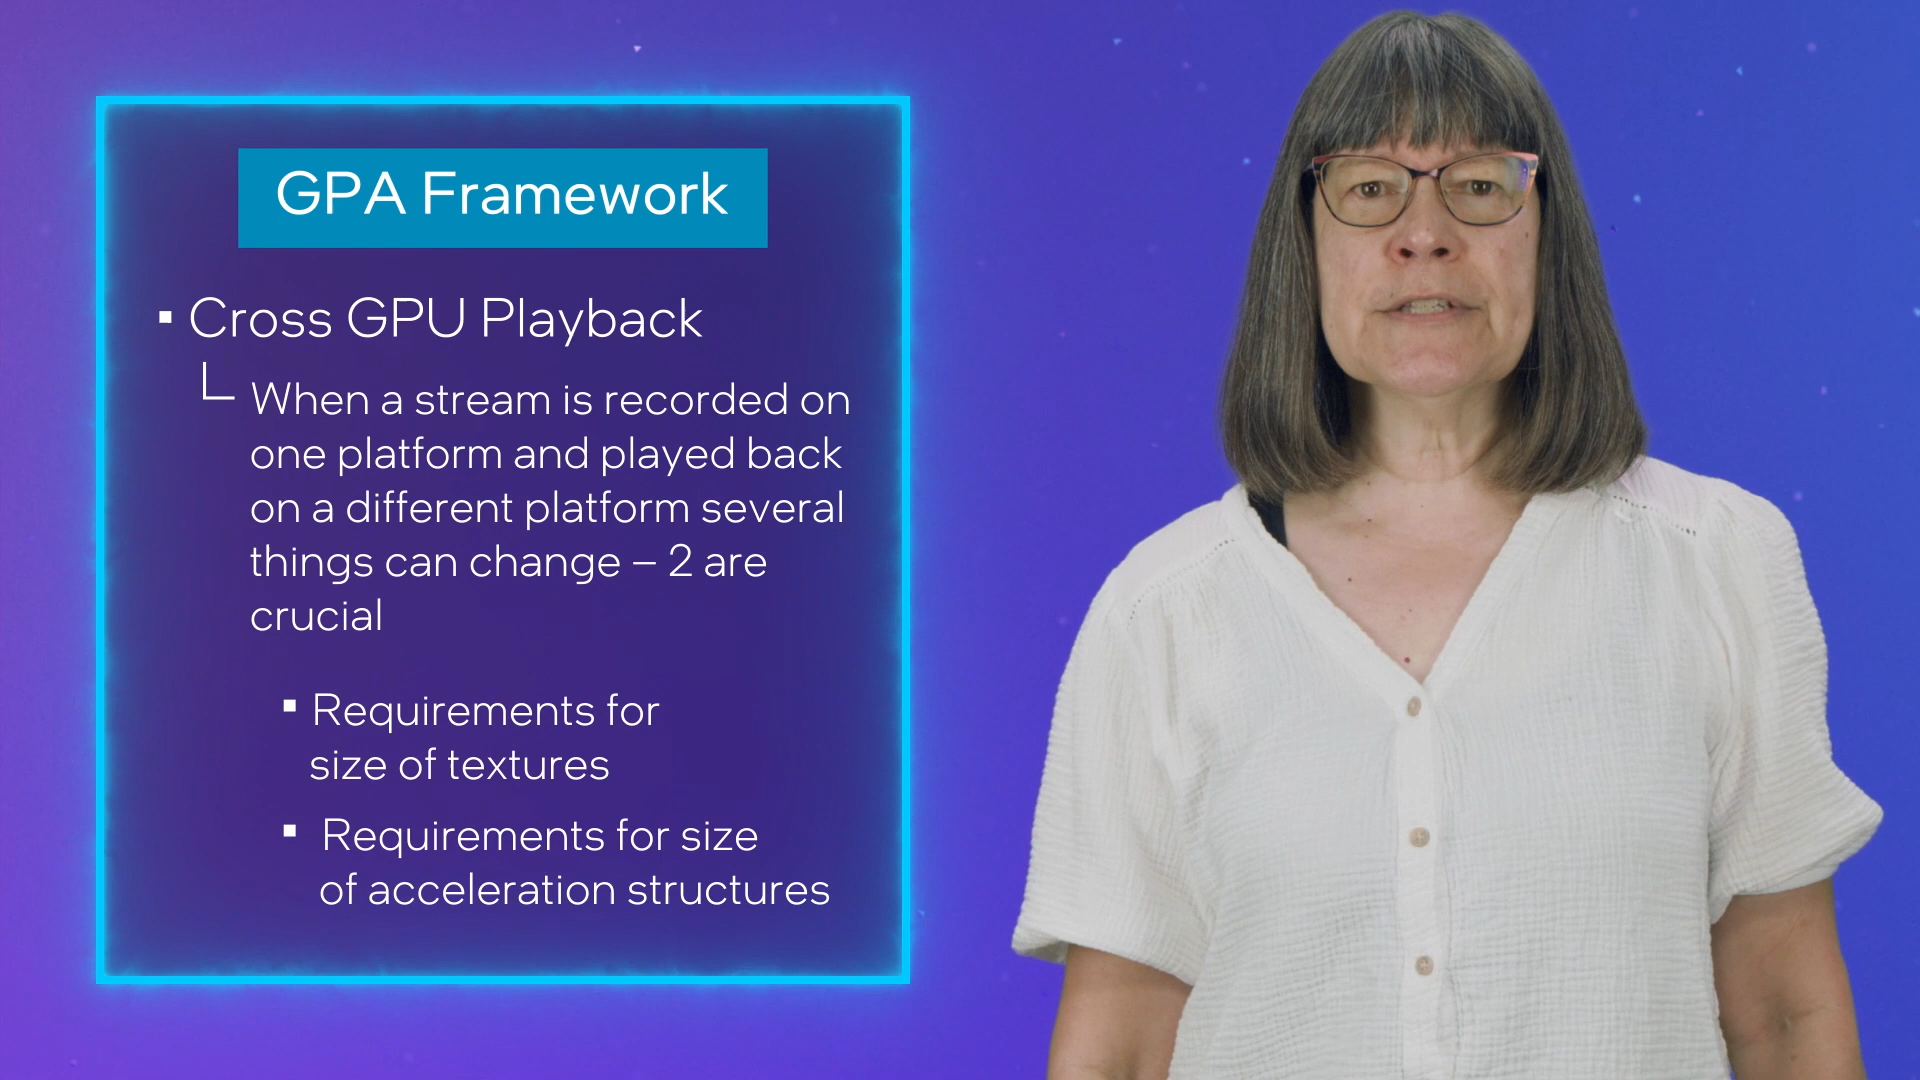 GPA Framework
▪ Cross GPU Playback
When a stream is recorded on
one platform and played back
on a different platform several
things can change – 2 are
crucial
▪ Requirements for
size of textures
▪ Requirements for size
of acceleration structures